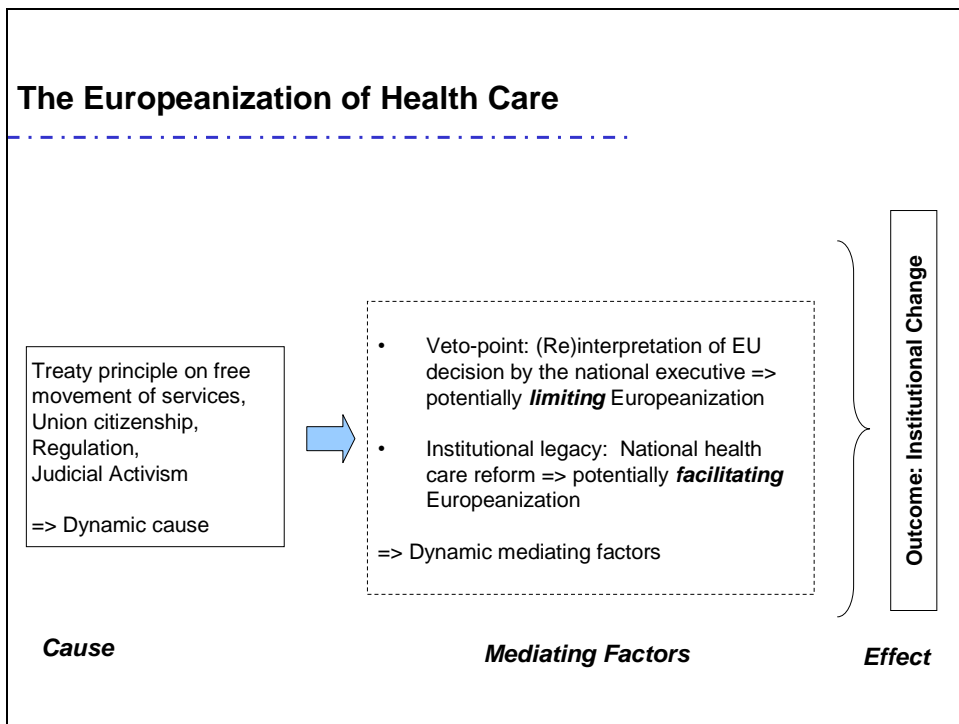 The Europeanization of Health Care
Treaty principle on free
movement of services,
Union citizenship,
Regulation,
Judicial Activism
=> Dynamic cause
• Veto-point: (Re)interpretation of EU
decision by the national executive =>
potentially limiting Europeanization
• Institutional legacy: National health
care reform => potentially facilitating
Europeanization
=> Dynamic mediating factors
Outcome: Institutional Change
Cause
Mediating Factors
Effect